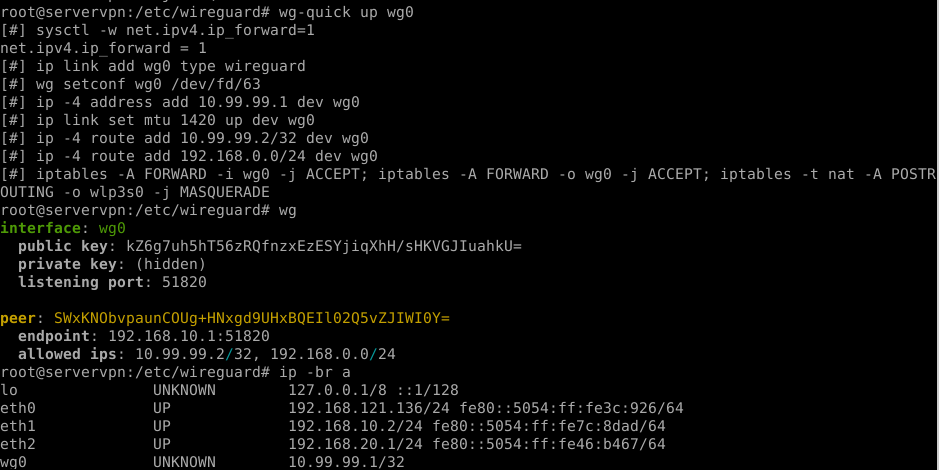 root@servervpn:/etc/wireguard# wg-quick up wg0
[#] sysctl -w net.ipv4.ip_forward=1
net.ipv4.ip_forward = 1
[#] ip link add wg0 type wireguard
[#] wg setconf wg0 /dev/fd/63
[#] ip -4 address add 10.99.99.1 dev wg0
[#] ip link set mtu 1420 up dev wg0
[#] ip -4 route add 10.99.99.2/32 dev wg0
[#] ip -4 route add 192.168.0.0/24 dev wg0
[#] iptables -A FORWARD -i wg0 -j ACCEPT; iptables -A FORWARD -o wg0 -j ACCEPT; iptables -t nat -A POSTR
OUTING -o wlp3s0 -j MASQUERADE
root@servervpn:/etc/wireguard# wg
interface: wg0
  public key: kZ6g7uh5hT56zRQfnzxEzESYjiqXhH/sHKVGJIuahkU=
  private key: (hidden)
  listening port: 51820

peer: SWxKNObvpaunCOUg+HNxgd9UHxBQEIl02Q5vZJIWI0Y=
  endpoint: 192.168.10.1:51820
  allowed ips: 10.99.99.2/32, 192.168.0.0/24
root@servervpn:/etc/wireguard# ip -br a
lo               UNKNOWN        127.0.0.1/8 ::1/128
eth0             UP             192.168.121.136/24 fe80::5054:ff:fe3c:926/64
eth1             UP             192.168.10.2/24 fe80::5054:ff:fe7c:8dad/64
eth2             UP             192.168.20.1/24 fe80::5054:ff:fe46:b467/64
wg0              UNKNOWN        10.99.99.1/32